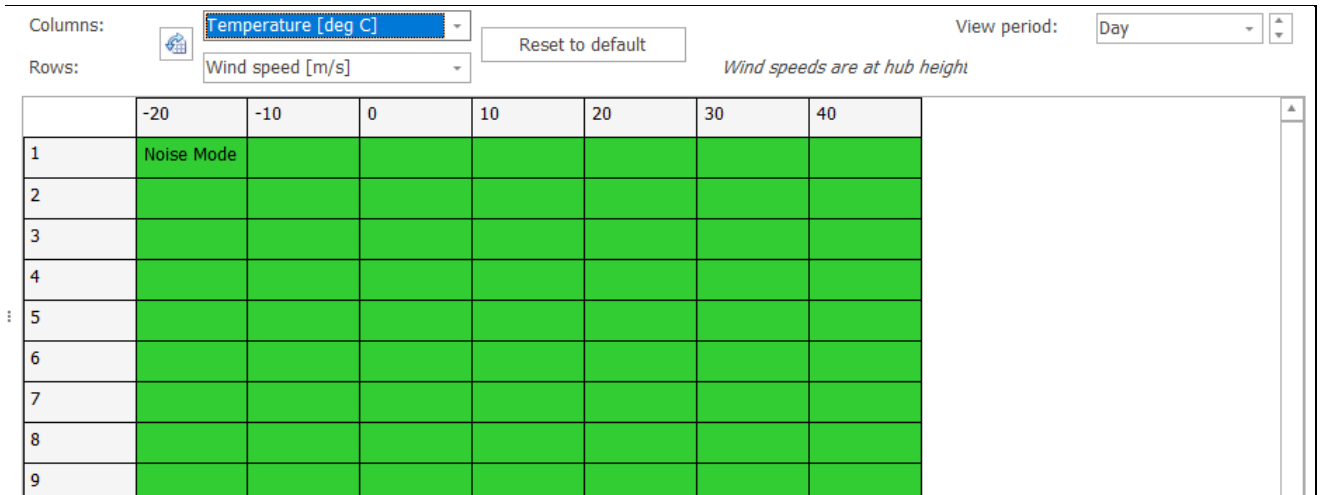 Columns: Temperature [deg C] Reset to default View period: Day
Rows: Wind speed [m/s] Wind speeds are at hub height
-20 -10 0 10 20 30 40
1 Noise Mode
2
3
4
5
6
7
8
9